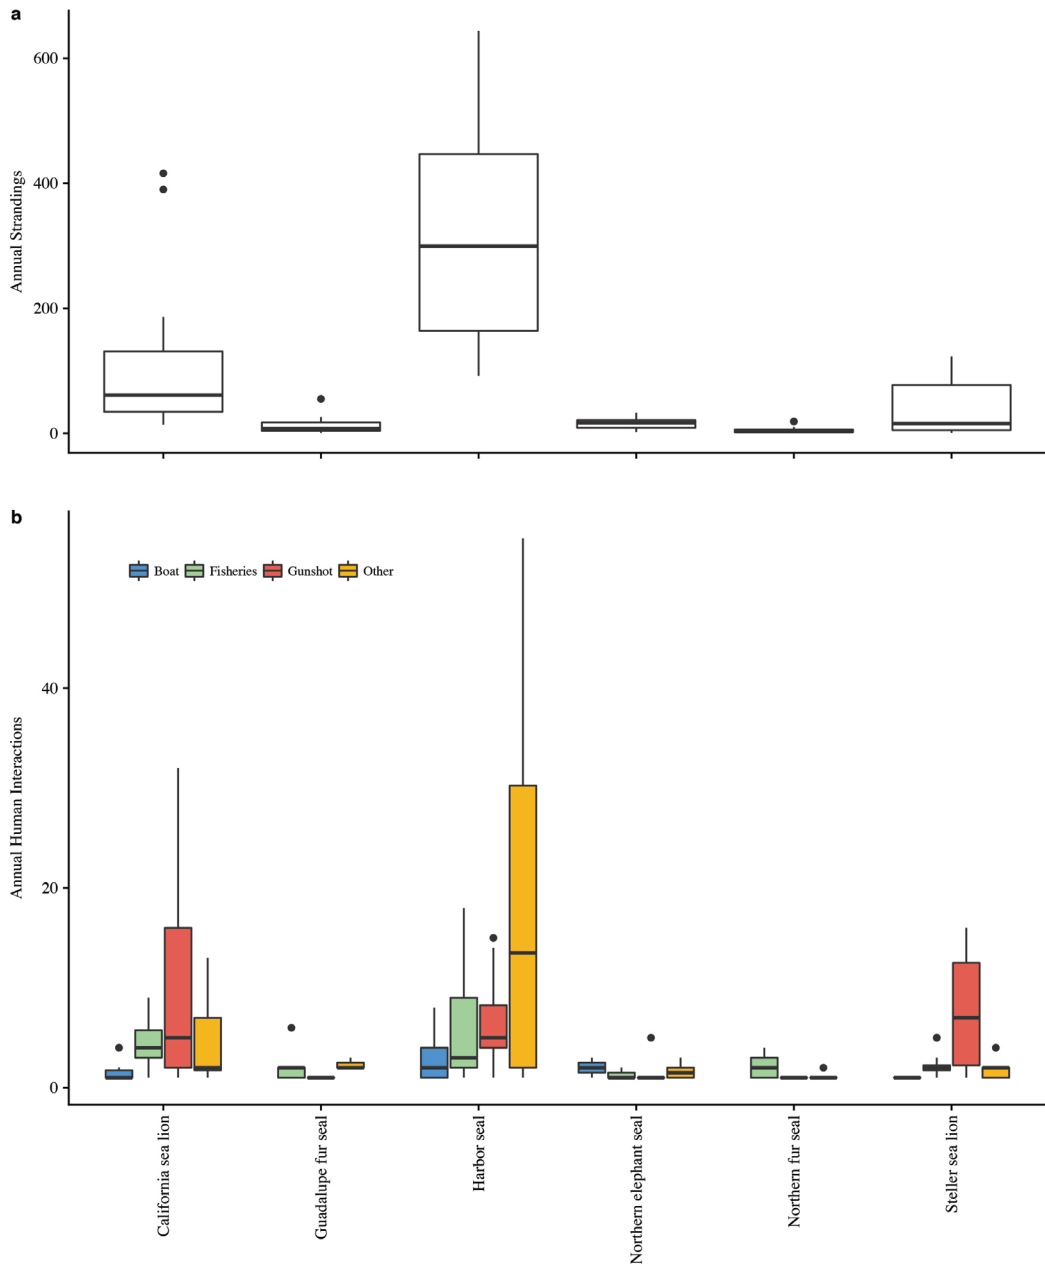 a
Annual Strandings
600
400
200
0
b
Annual Human Interactions
Boat Fisheries Gunshot Other
40
20
0
California sea lion
Guadalupe fur seal
Harbor seal
Northern elephant seal
Northern fur seal
Steller sea lion